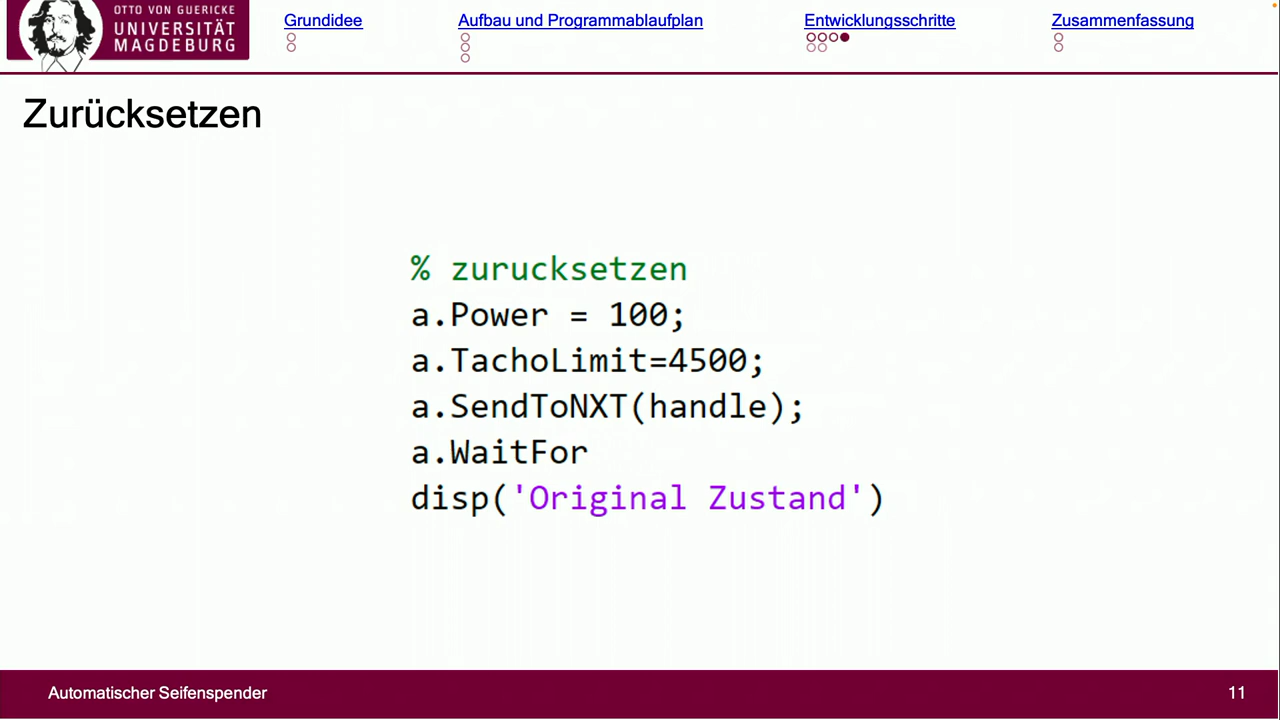 OTTO VON GUERICKE
UNIVERSITÄT
MAGDEBURG
Grundidee
Aufbau und Programmablaufplan
Entwicklungsschritte
Zusammenfassung
Zurücksetzen
% zurucksetzen
a.Power = 100;
a.TachoLimit=4500;
a.SendToNXT(handle);
a.WaitFor
disp('Original Zustand')
Automatischer Seifenspender
11